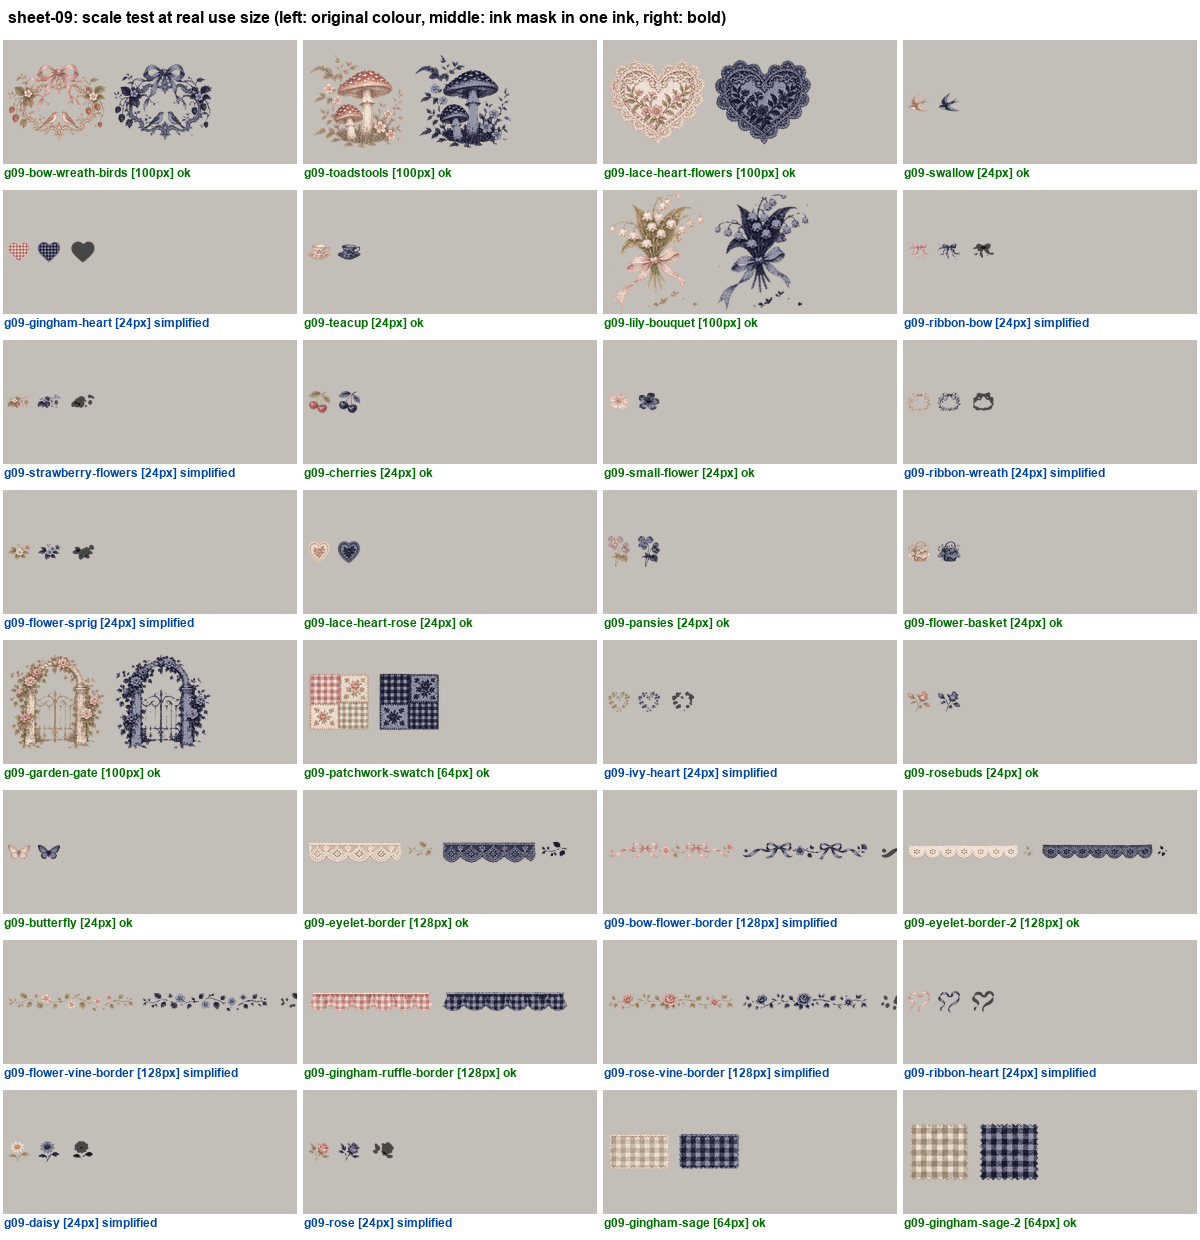 sheet-09: scale test at real use size (left: original colour, middle: ink mask in one ink, right: bold)
g09-bow-wreath-birds [100px] ok
g09-toadstools [100px] ok
g09-lace-heart-flowers [100px] ok
g09-swallow [24px] ok
g09-gingham-heart [24px] simplified
g09-teacup [24px] ok
g09-lily-bouquet [100px] ok
g09-ribbon-bow [24px] simplified
g09-strawberry-flowers [24px] simplified
g09-cherries [24px] ok
g09-small-flower [24px] ok
g09-ribbon-wreath [24px] simplified
g09-flower-sprig [24px] simplified
g09-lace-heart-rose [24px] ok
g09-pansies [24px] ok
g09-flower-basket [24px] ok
g09-garden-gate [100px] ok
g09-patchwork-swatch [64px] ok
g09-ivy-heart [24px] simplified
g09-rosebuds [24px] ok
g09-butterfly [24px] ok
g09-eyelet-border [128px] ok
g09-bow-flower-border [128px] simplified
g09-eyelet-border-2 [128px] ok
g09-flower-vine-border [128px] simplified
g09-gingham-ruffle-border [128px] ok
g09-rose-vine-border [128px] simplified
g09-ribbon-heart [24px] simplified
g09-daisy [24px] simplified
g09-rose [24px] simplified
g09-gingham-sage [64px] ok
g09-gingham-sage-2 [64px] ok